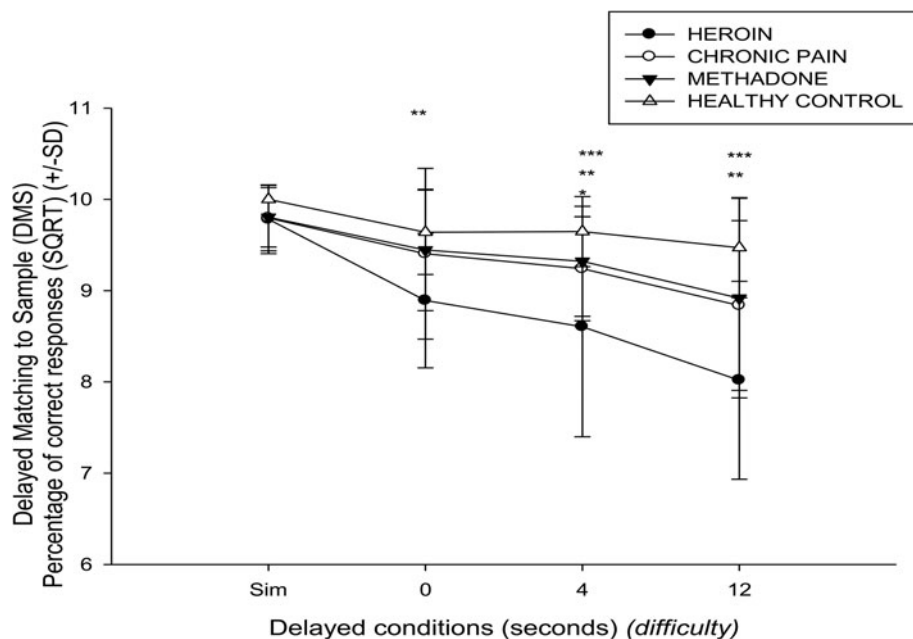 HEROIN
CHRONIC PAIN
METHADONE
HEALTHY CONTROL
Delayed Matching to Sample (DMS)
Percentage of correct responses (SQRT) (+/-SD)
11
10
9
8
7
6
**
***
**
*
***
**
Sim
0
4
12
Delayed conditions (seconds) (difficulty)